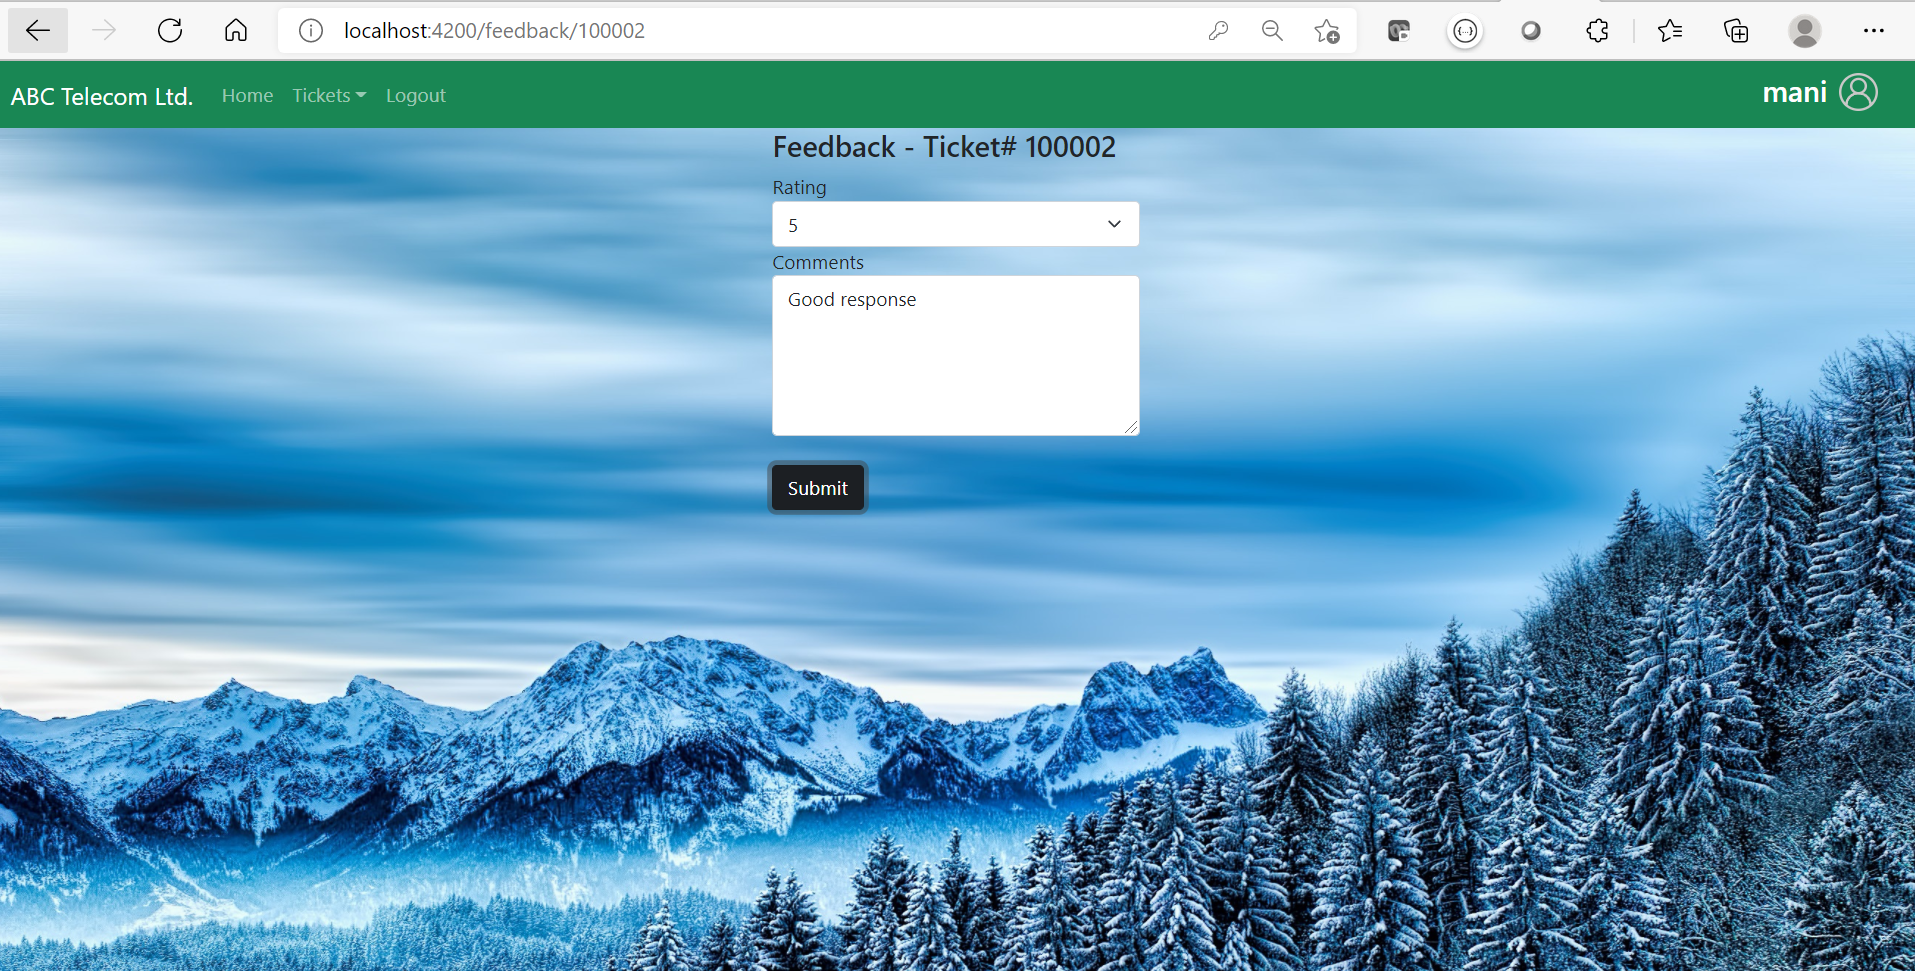 localhost:4200/feedback/100002
ABC Telecom Ltd. Home Tickets Logout mani
Feedback - Ticket# 100002
Rating
5
Comments
Good response
Submit